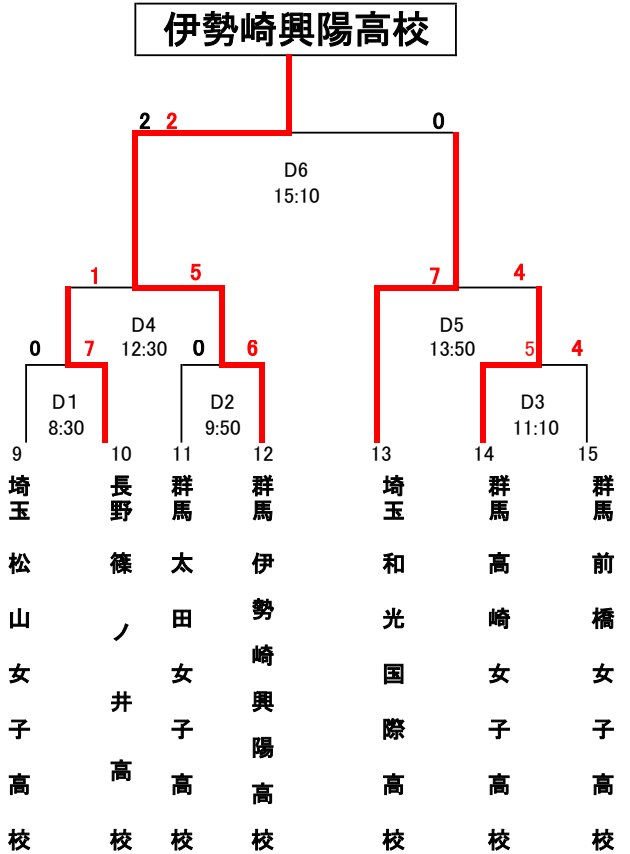 伊勢崎興陽高校
2 2 0
D6
15:10
1 5 7 4
D4 D5
0 7 12:30 0 6 13:50 5 4
D1 D2 D3
8:30 9:50 11:10
9 10 11 12 13 14 15
埼玉 松山女子高校
長野 篠ノ井高校
群馬 太田女子高校
群馬 伊勢崎興陽高校
埼玉 和光国際高校
群馬 高崎女子高校
群馬 前橋女子高校